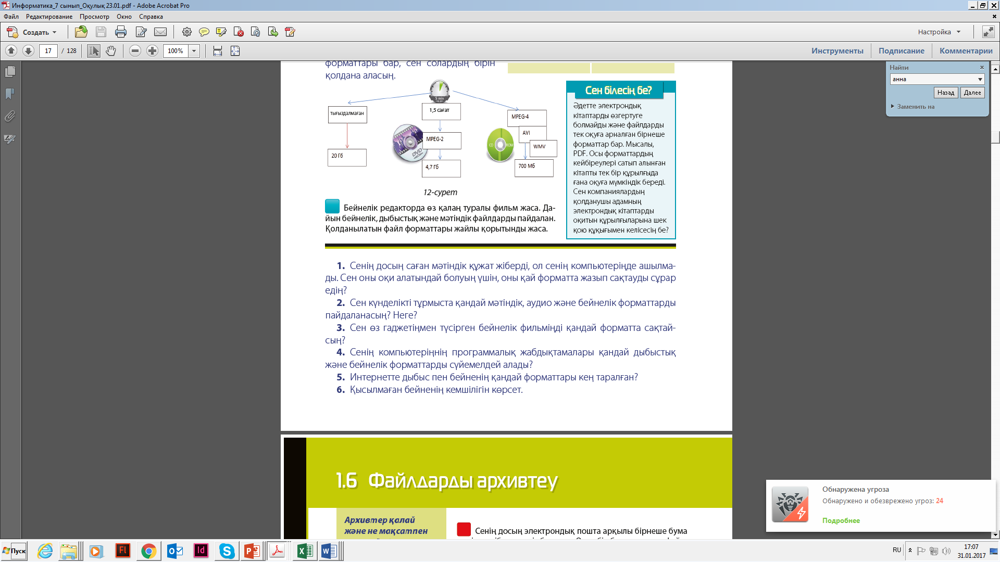 Информатика_7 сынып_Оқулық 23.01.pdf - Adobe Acrobat Pro
Файл Редактирование Просмотр Окно Справка
Создать
Настройка
17 / 128
100%
Инструменты Подписание Комментарии
Найти
анна
Назад Далее
Заменить на
форматтары бар, сен солардың бірін
қолдана аласың.
5 min
тығыздалмаған
1,5 сағат
MPEG-4
AVI
WMV
MPEG-2
DVD
CD ROM
20 Гб
4,7 Гб
700 Мб
12-сурет
Бейнелік редакторда өз қалаң туралы фильм жаса. Да-
йын бейнелік, дыбыстық және мәтіндік файлдарды пайдалан.
Қолданылатын файл форматтары жайлы қорытынды жаса.
Сен білесің бе?
Әдетте электрондық
кітаптарды өзгертуге
болмайды және файлдарды
тек оқуға арналған бірнеше
форматтар бар. Мысалы,
PDF. Осы форматтардың
кейбіреулері сатып алынған
кітапты тек бір құрылғыда
ғана оқуға мүмкіндік береді.
Сен компаниялардың
қолданушы адамның
электрондық кітаптарды
оқитын құрылғыларына шек
қою құқығымен келісесің бе?
1. Сенің досың саған мәтіндік құжат жіберді, ол сенің компьютеріңде ашылма-
ды. Сен оны оқи алатындай болуың үшін, оны қай форматта жазып сақтауды сұрар
едің?
2. Сен күнделікті тұрмыста қандай мәтіндік, аудио және бейнелік форматтарды
пайдаланасың? Неге?
3. Сен өз гаджетіңмен түсірген бейнелік фильміңді қандай форматта сақтай-
сың?
4. Сенің компьютеріңнің программалық жабдықтамалары қандай дыбыстық
және бейнелік форматтарды сүйемелдей алады?
5. Интернетте дыбыс пен бейненің қандай форматтары кең таралған?
6. Қысылмаған бейненің кемшілігін көрсет.
1.6 Файлдарды архивтеу
Архивтер қалай
және не мақсатпен
Сенің досың электрондық пошта арқылы бірнеше бума
Обнаружена угроза
Обнаружено и обезврежено угроз: 24
Подробнее
Пуск
RU
17:07
31.01.2017